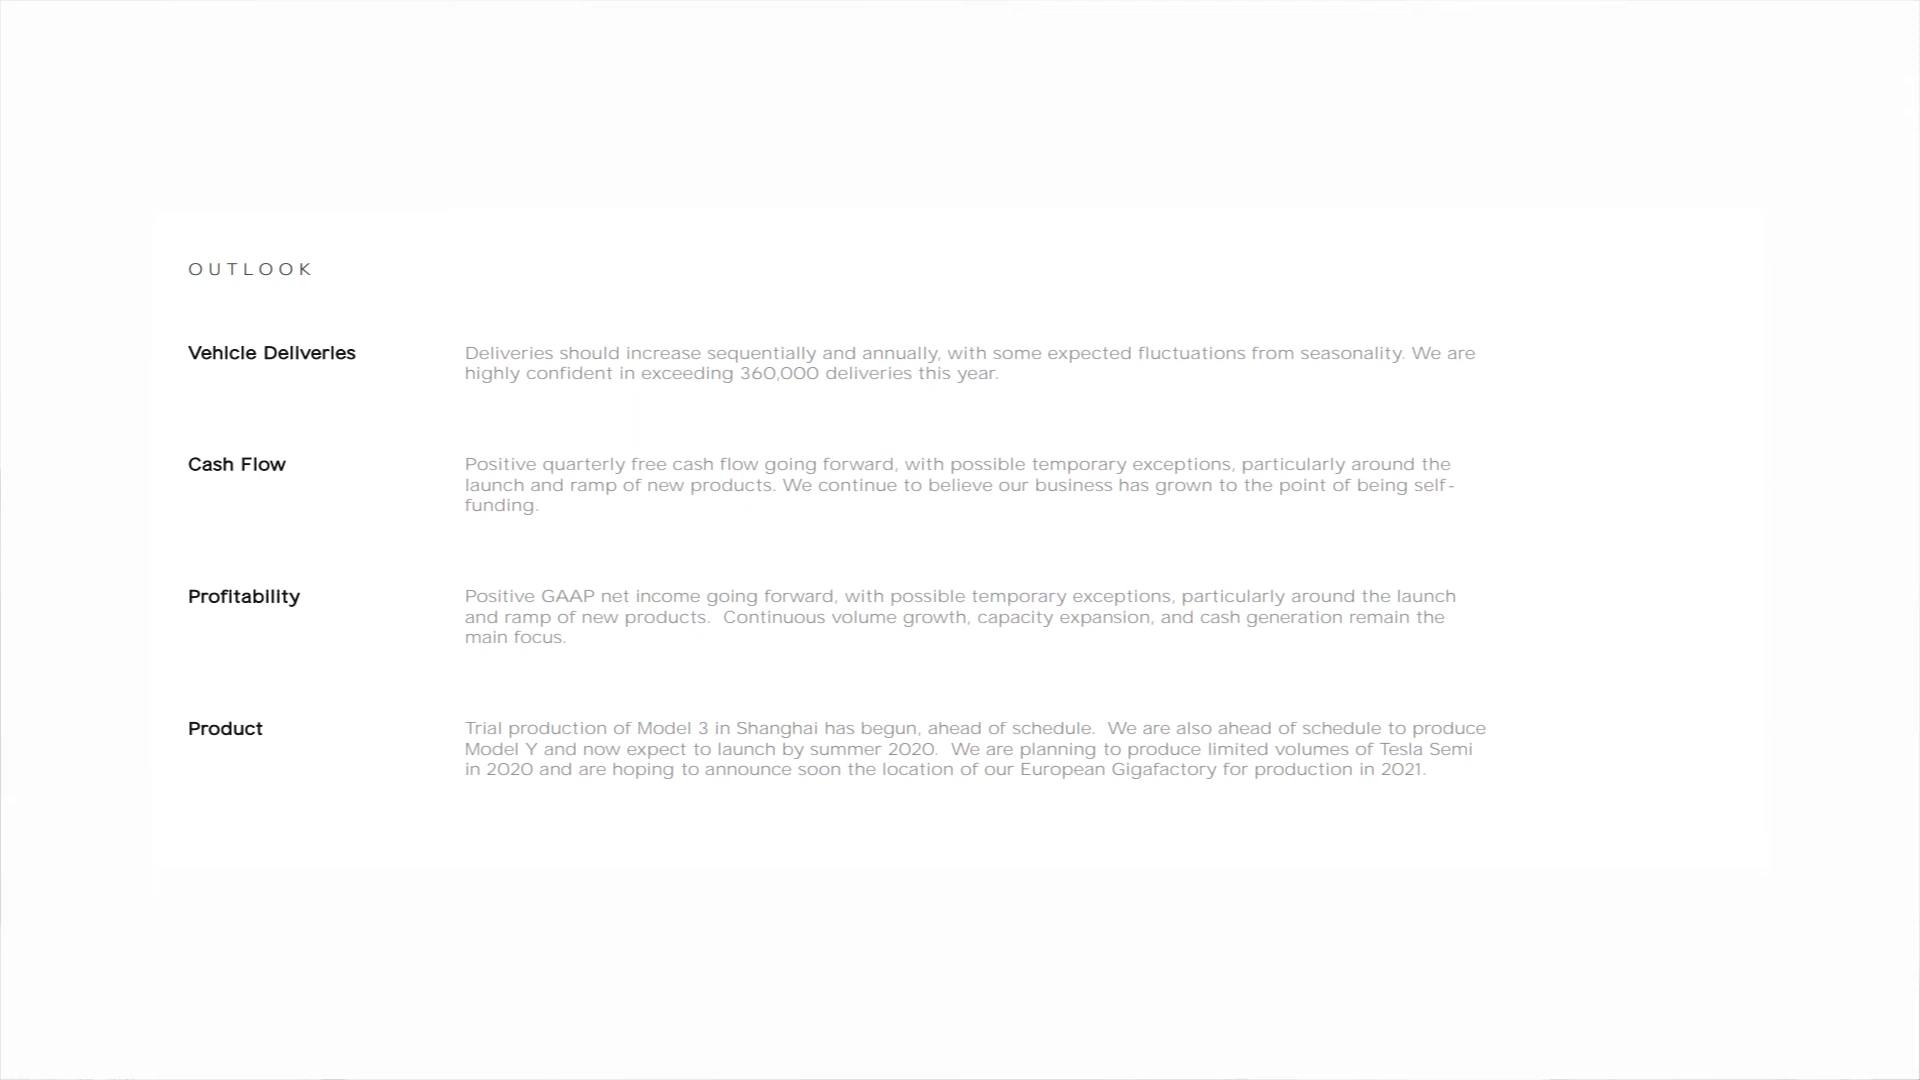 OUTLOOK
Vehicle Deliveries
Deliveries should increase sequentially and annually, with some expected fluctuations from seasonality. We are
highly confident in exceeding 360,000 deliveries this year.
Cash Flow
Positive quarterly free cash flow going forward, with possible temporary exceptions, particularly around the
launch and ramp of new products. We continue to believe our business has grown to the point of being self-
funding.
Profitability
Positive GAAP net income going forward, with possible temporary exceptions, particularly around the launch
and ramp of new products.  Continuous volume growth, capacity expansion, and cash generation remain the
main focus.
Product
Trial production of Model 3 in Shanghai has begun, ahead of schedule.  We are also ahead of schedule to produce
Model Y and now expect to launch by summer 2020.  We are planning to produce limited volumes of Tesla Semi
in 2020 and are hoping to announce soon the location of our European Gigafactory for production in 2021.